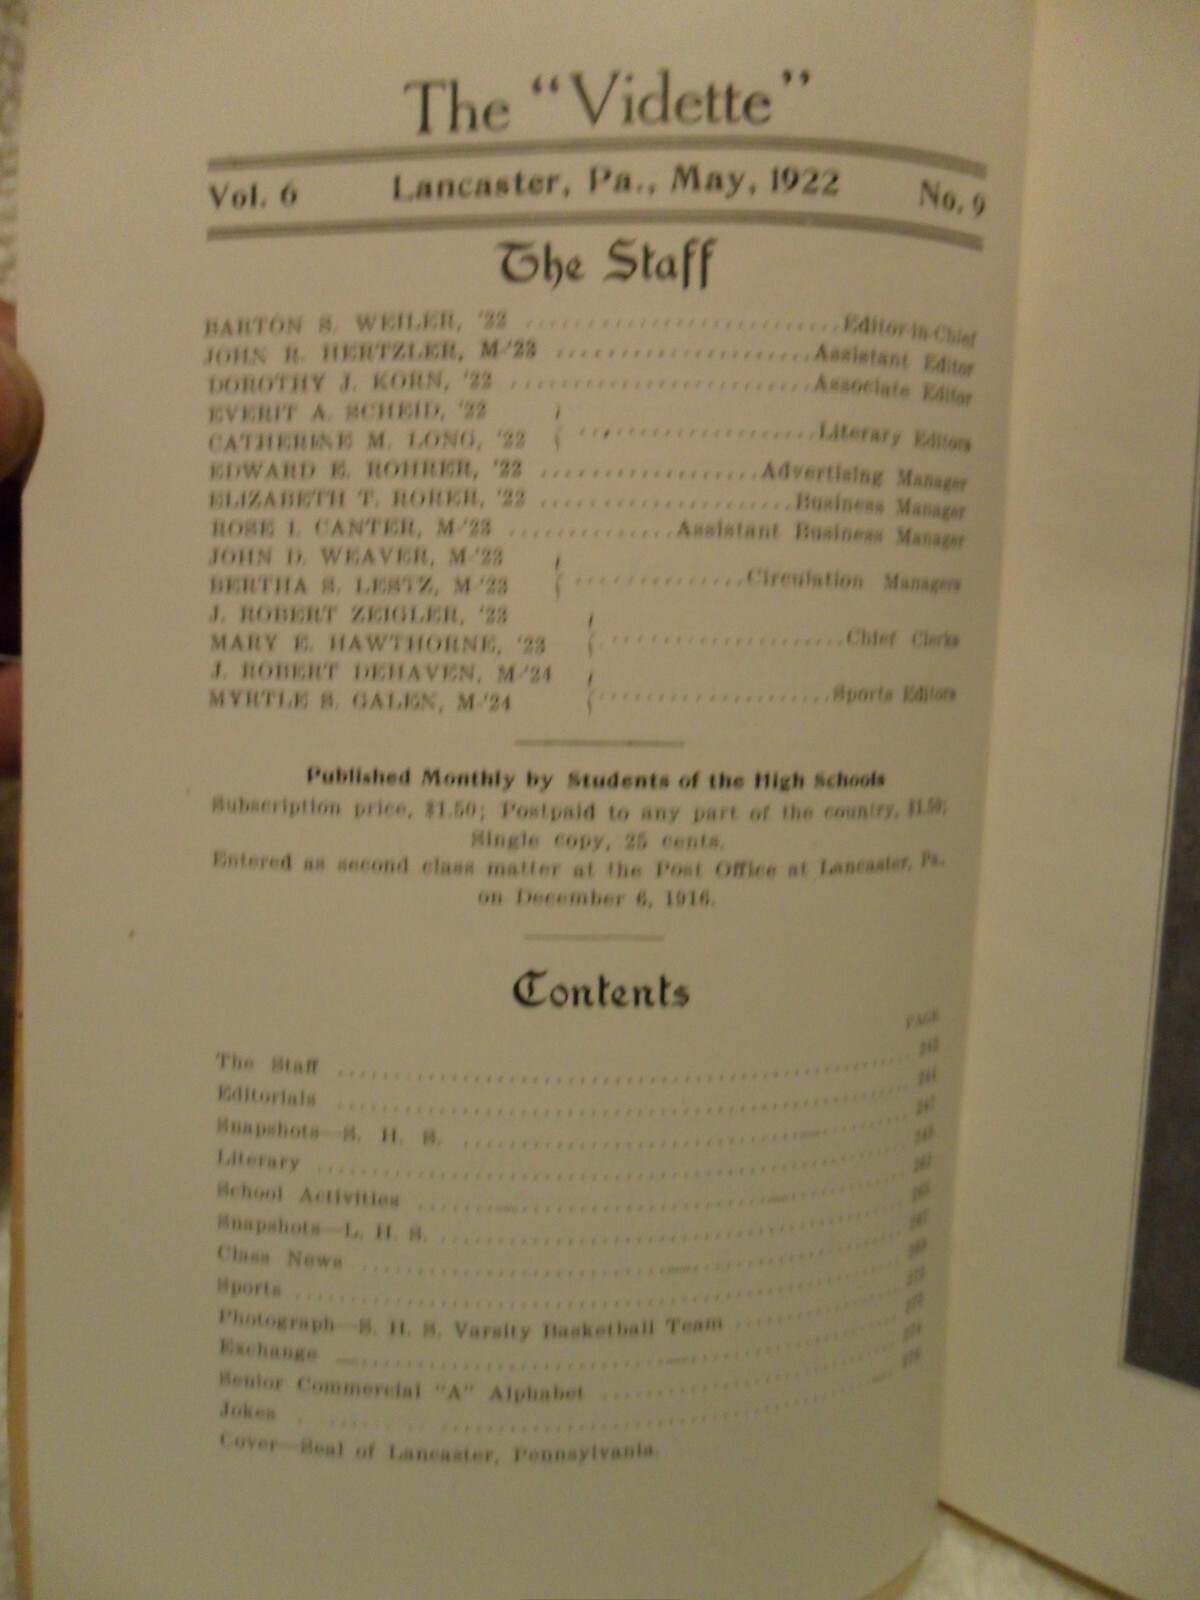 The "Vidette"
Vol. 6 Lancaster, Pa., May, 1922 No. 9
The Staff
BARTON S. WEILER, '22 Editor-in-Chief
JOHN R. HERTZLER, M-'23 Assistant Editor
DOROTHY J. KORN, '22 Associate Editor
EVERIT A. SCHEID, '22
CATHERINE M. LONG, '22 Literary Editors
EDWARD E. ROHRER, '22 Advertising Manager
ELIZABETH T. RORER, '22 Business Manager
ROSE I. CANTER, M-'23 Assistant Business Manager
JOHN D. WEAVER, M-'23
BERTHA S. LESTZ, M-'23 Circulation Managers
J. ROBERT ZEIGLER, '23
MARY E. HAWTHORNE, '23 Chief Clerks
J. ROBERT DEHAVEN, M-'24
MYRTLE S. GALEN, M-'24 Sports Editors
Published Monthly by Students of the High Schools
Subscription price, $1.50; Postpaid to any part of the country,
Single copy, 25 cents.
Entered as second class matter at the Post Office at Lancaster, Pa.
on December 6, 1916.
Contents
PAGE
The Staff
Editorials
Snapshots—S. H. S.
Literary
School Activities
Snapshots—L. H. S.
Class News
Sports
Photograph—S. H. S. Varsity Basketball Team
Exchange
Senior Commercial "A" Alphabet
Jokes
Cover—Seal of Lancaster, Pennsylvania.